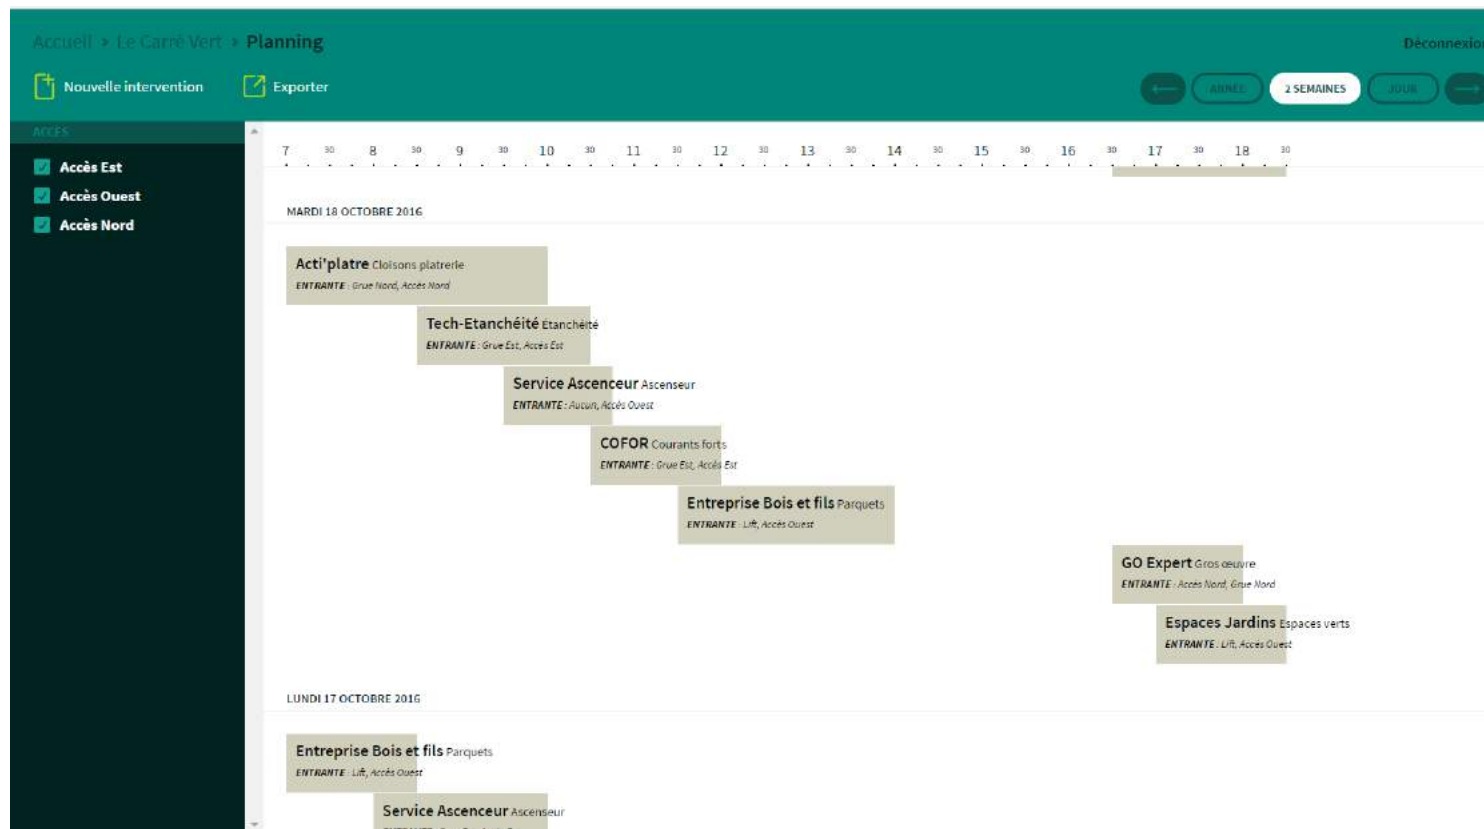 Accueil > Le Carré Vert > Planning
Déconnexion
Nouvelle intervention
Exporter
ANNÉE
2 SEMAINES
JOUR
ACCÈS
Accès Est
Accès Ouest
Accès Nord
7 30 8 30 9 30 10 30 11 30 12 30 13 30 14 30 15 30 16 30 17 30 18 30
MARDI 18 OCTOBRE 2016
Acti'platre Cloisons platrerie
ENTRANTE : Grue Nord, Accès Nord
Tech-Etanchéité Étanchéité
ENTRANTE : Grue Est, Accès Est
Service Ascenceur Ascenseur
ENTRANTE : Aucun, Accès Ouest
COFOR Courants forts
ENTRANTE : Grue Est, Accès Est
Entreprise Bois et fils Parquets
ENTRANTE : Lift, Accès Ouest
GO Expert Gros œuvre
ENTRANTE : Accès Nord, Grue Nord
Espaces Jardins Espaces verts
ENTRANTE : Lift, Accès Ouest
LUNDI 17 OCTOBRE 2016
Entreprise Bois et fils Parquets
ENTRANTE : Lift, Accès Ouest
Service Ascenceur Ascenseur